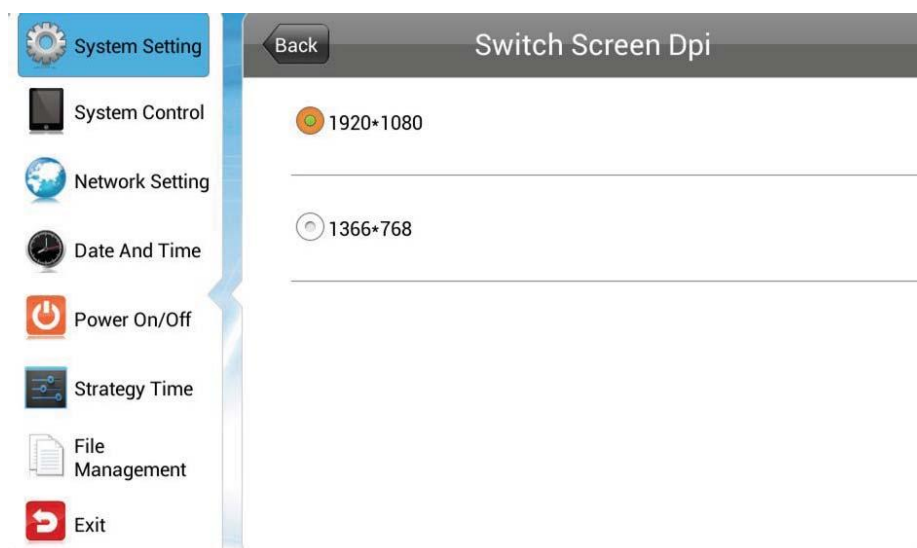 System Setting
Back
Switch Screen Dpi
System Control
1920*1080
Network Setting
1366*768
Date And Time
Power On/Off
Strategy Time
File
Management
Exit